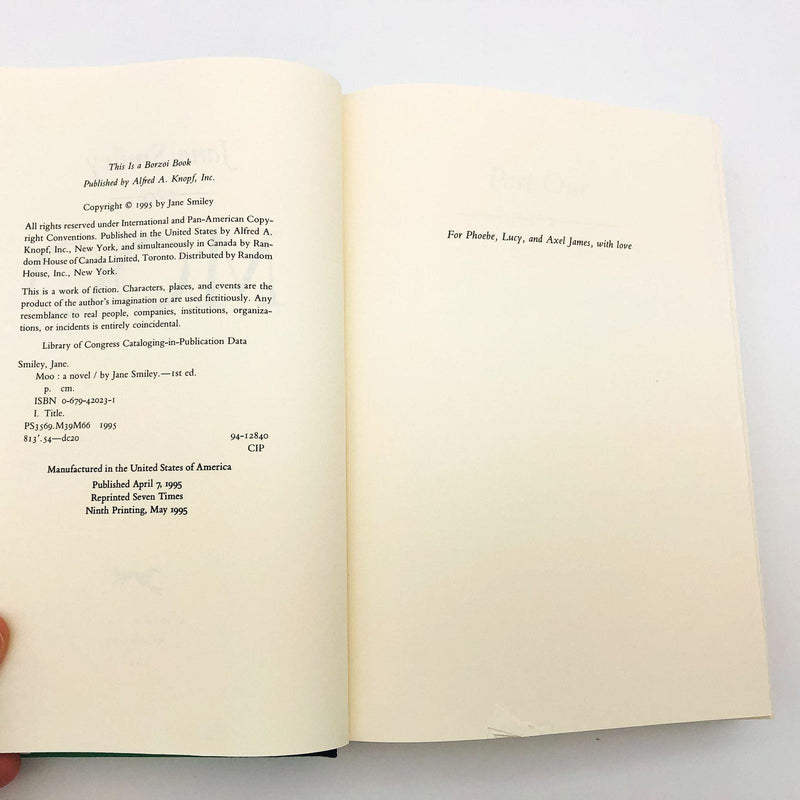 This Is a Borzoi Book
Published by Alfred A. Knopf, Inc.
Copyright © 1995 by Jane Smiley
All rights reserved under International and Pan-American Copy-
right Conventions. Published in the United States by Alfred A.
Knopf, Inc., New York, and simultaneously in Canada by Ran-
dom House of Canada Limited, Toronto. Distributed by Random
House, Inc., New York.
This is a work of fiction. Characters, places, and events are the
product of the author's imagination or are used fictitiously. Any
resemblance to real people, companies, institutions, organiza-
tions, or incidents is entirely coincidental.
Library of Congress Cataloging-in-Publication Data
Smiley, Jane.
Moo : a novel / by Jane Smiley.—1st ed.
p. cm.
ISBN 0-679-42023-1
I. Title.
PS3569.M39M66 1995
813'.54—dc20 94-12840
CIP
Manufactured in the United States of America
Published April 7, 1995
Reprinted Seven Times
Ninth Printing, May 1995
For Phoebe, Lucy, and Axel James, with love